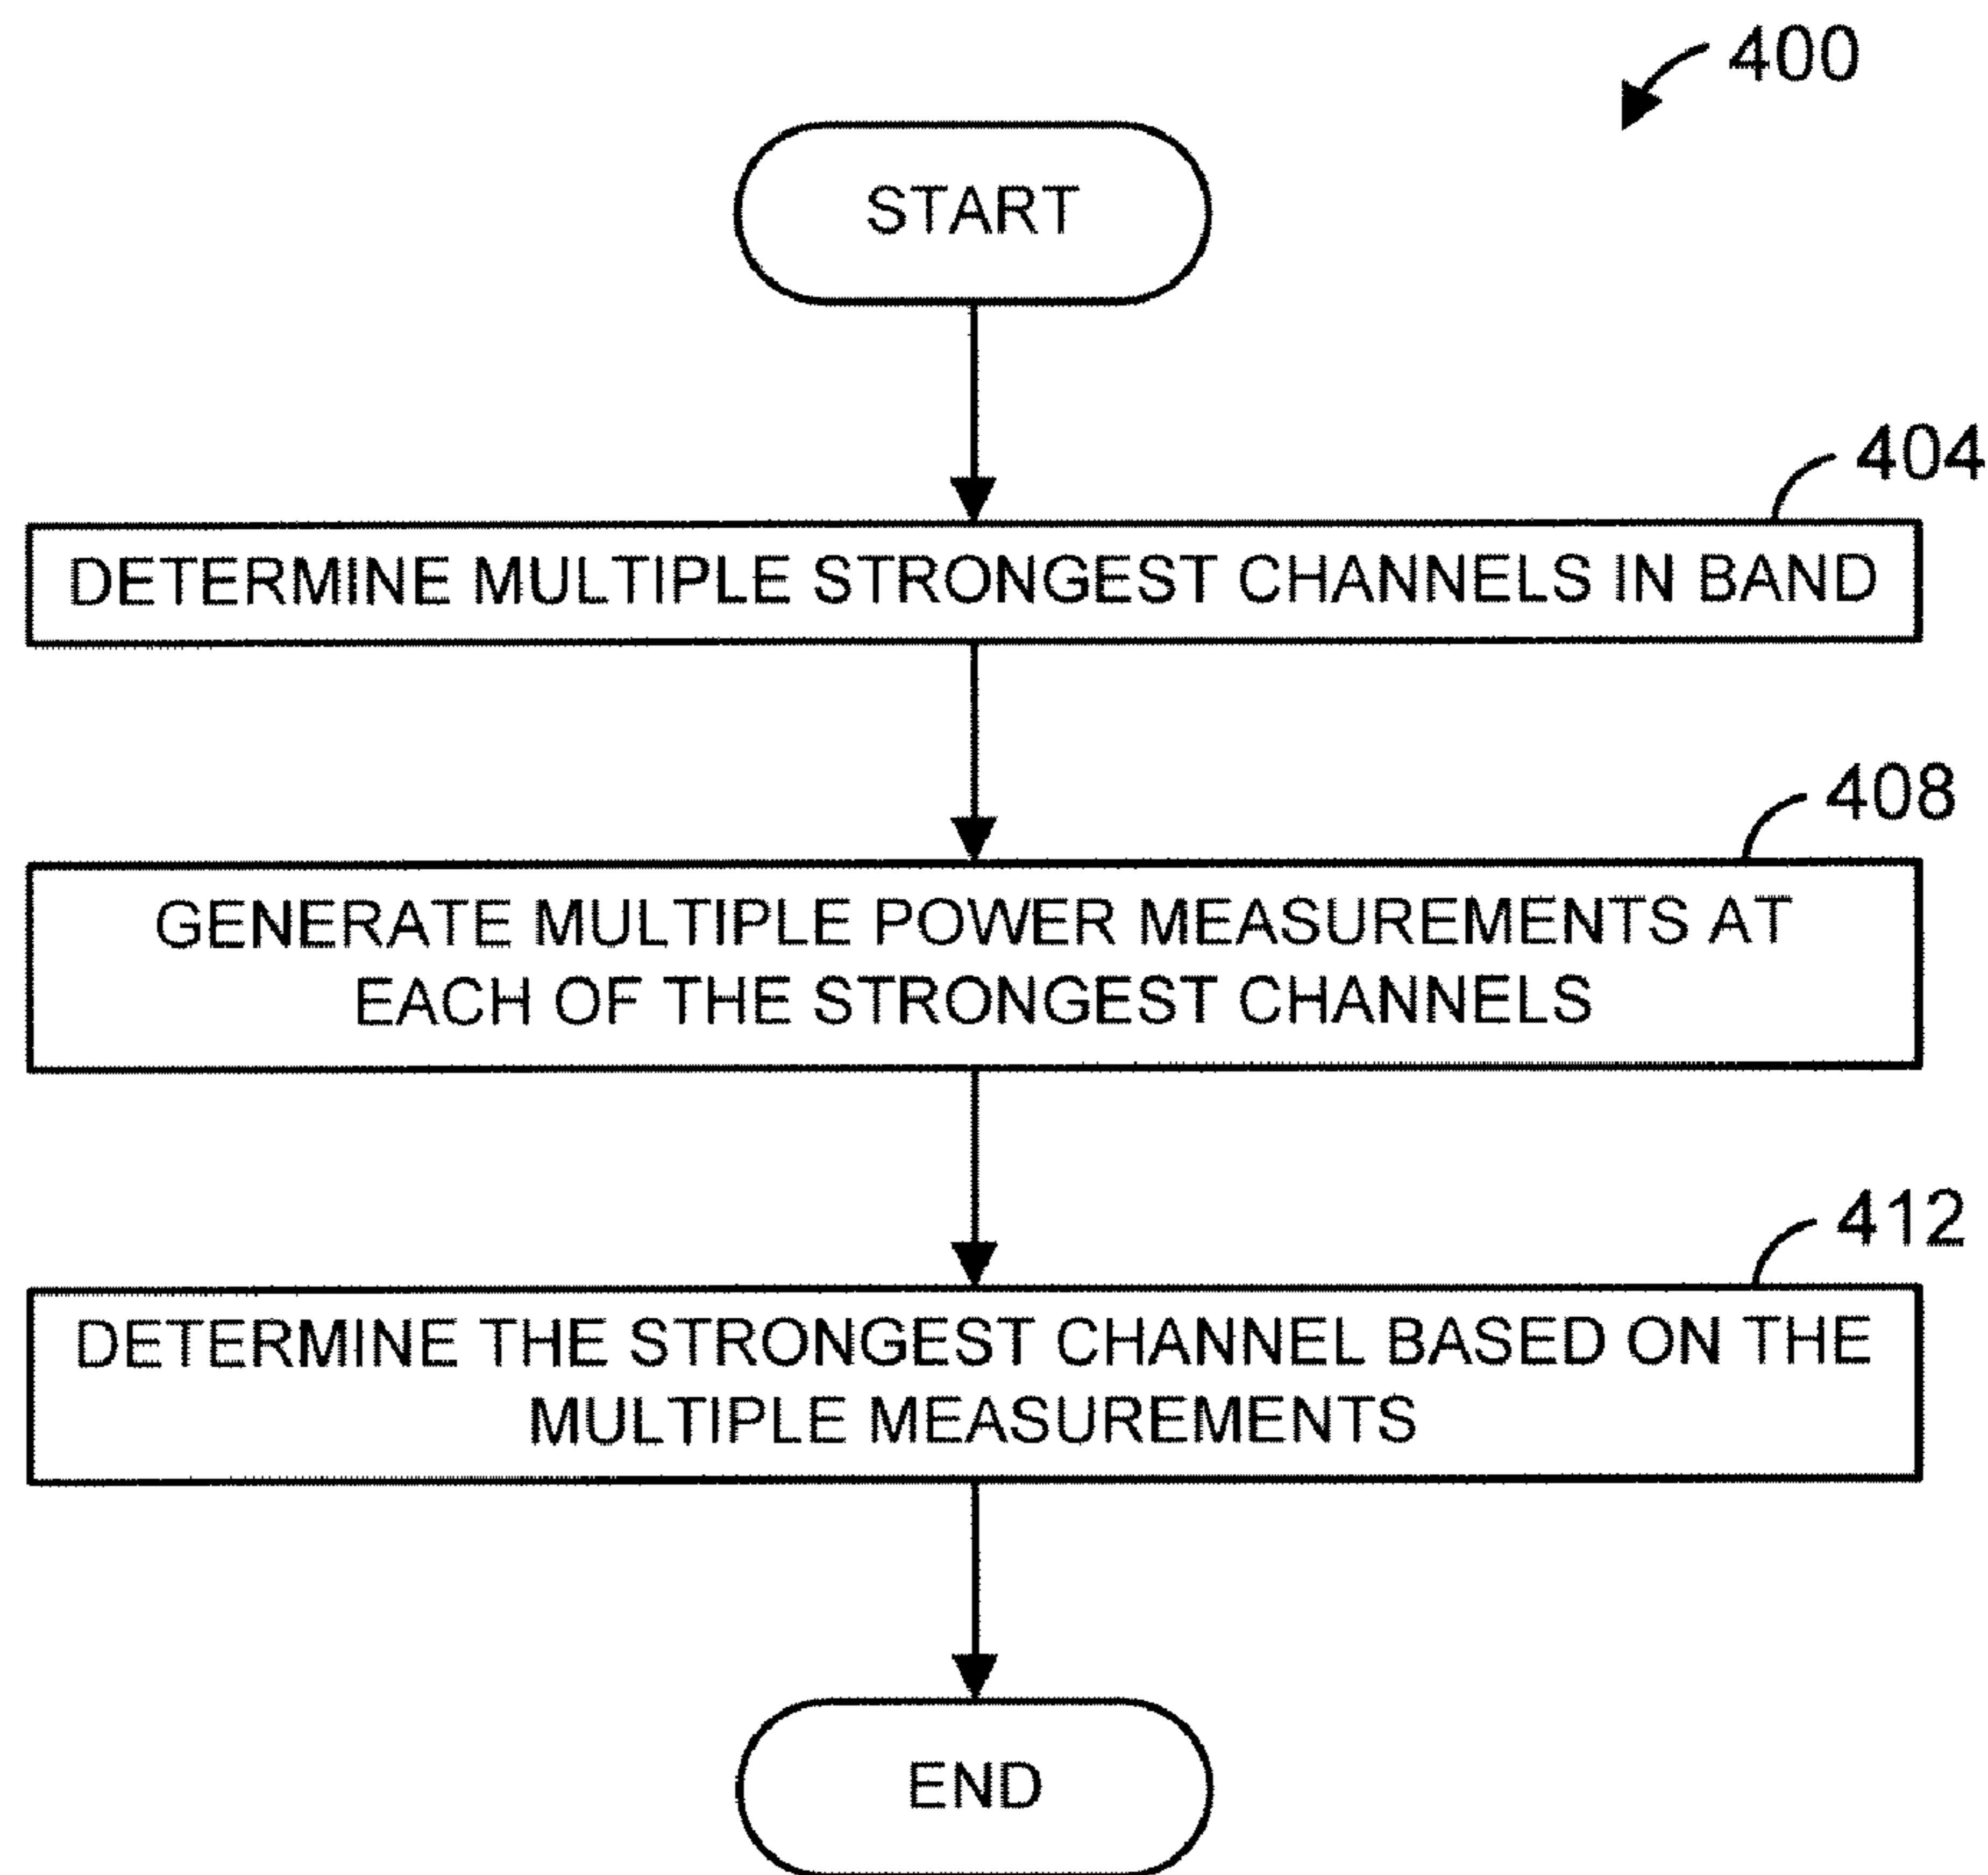 400
START
404
DETERMINE MULTIPLE STRONGEST CHANNELS IN BAND
408
GENERATE MULTIPLE POWER MEASUREMENTS AT
EACH OF THE STRONGEST CHANNELS
412
DETERMINE THE STRONGEST CHANNEL BASED ON THE
MULTIPLE MEASUREMENTS
END